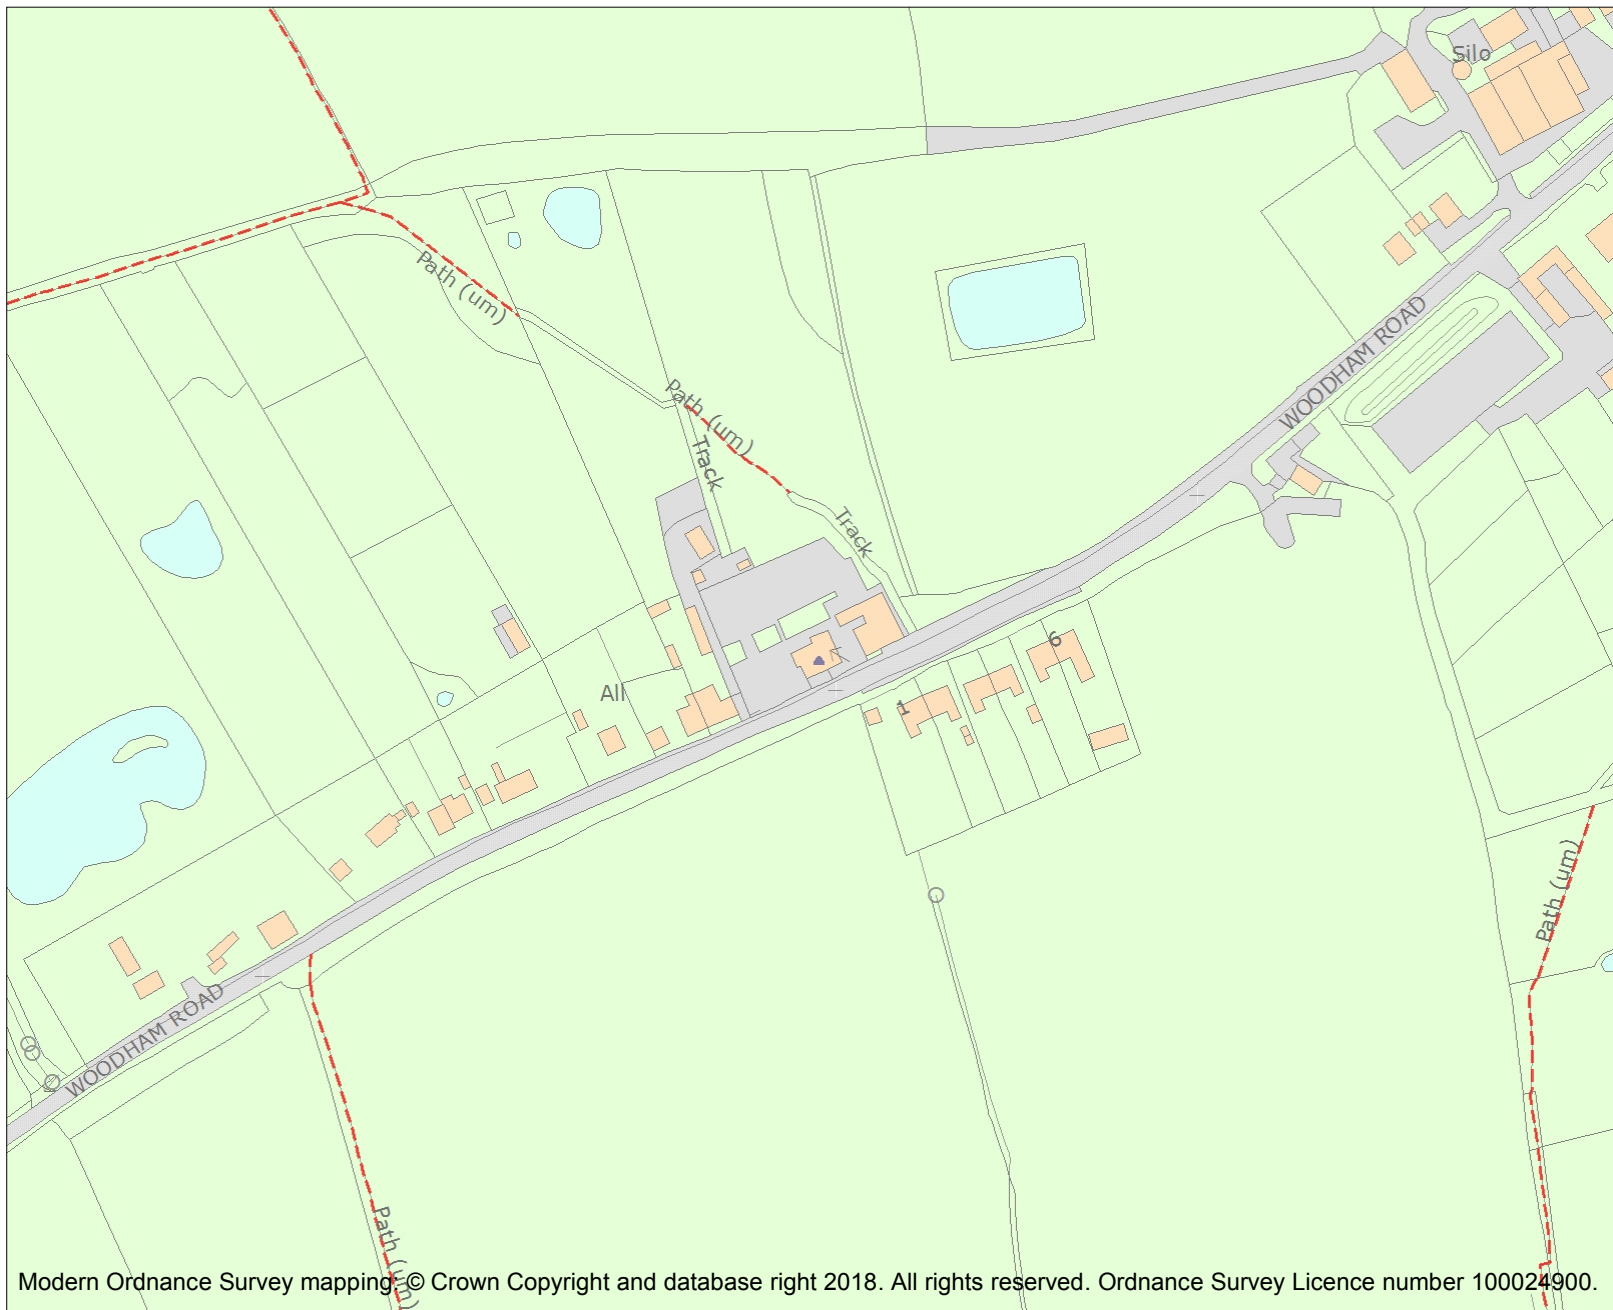 Silo
Path (um)
WOODHAM ROAD
Path (um)
Track
Track
6
All
1
Path (um)
WOODHAM ROAD
Path (um)
Modern Ordnance Survey mapping: © Crown Copyright and database right 2018. All rights reserved. Ordnance Survey Licence number 100024900.